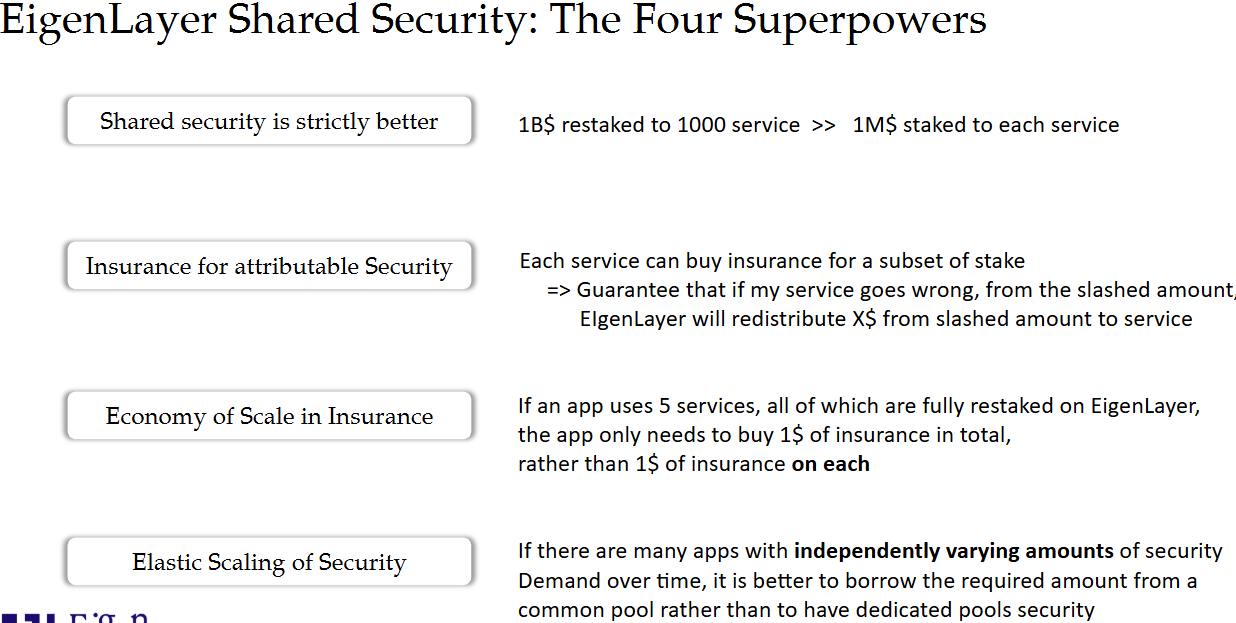 EigenLayer Shared Security: The Four Superpowers
Shared security is strictly better
1B$ restaked to 1000 service >> 1M$ staked to each service
Insurance for attributable Security
Each service can buy insurance for a subset of stake
=> Guarantee that if my service goes wrong, from the slashed amount,
EIgenLayer will redistribute X$ from slashed amount to service
Economy of Scale in Insurance
If an app uses 5 services, all of which are fully restaked on EigenLayer,
the app only needs to buy 1$ of insurance in total,
rather than 1$ of insurance on each
Elastic Scaling of Security
If there are many apps with independently varying amounts of security
Demand over time, it is better to borrow the required amount from a
common pool rather than to have dedicated pools security